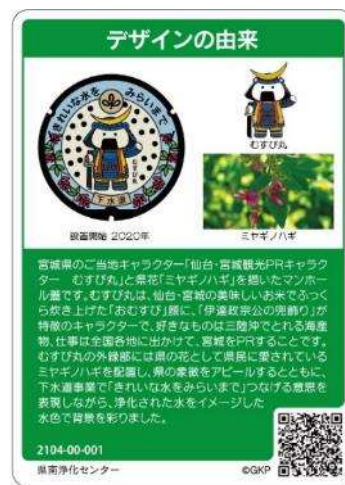 デザインの由来
きれいな水を みらいまで
むすび丸
下水道
むすび丸
ミヤギノハギ
設置開始 2020年
宮城県のご当地キャラクター「仙台・宮城観光PRキャラク
ター むすび丸」と県花「ミヤギノハギ」を描いたマンホー
ル蓋です。むすび丸は、仙台・宮城の美味しいお米でふっく
ら炊き上げた「おむすび」顔に、「伊達政宗公の兜飾り」が
特徴のキャラクターで、好きなものは三陸沖でとれる海産
物、仕事は全国各地に出かけて、宮城をPRすることです。
むすび丸の外縁部には県の花として県民に愛されている
ミヤギノハギを配置し、県の象徴をアピールするとともに、
下水道事業で「きれいな水をみらいまで」つなげる意思を
表現しながら、浄化された水をイメージした
水色で背景を彩りました。
2104-00-001
県南浄化センター
©GKP